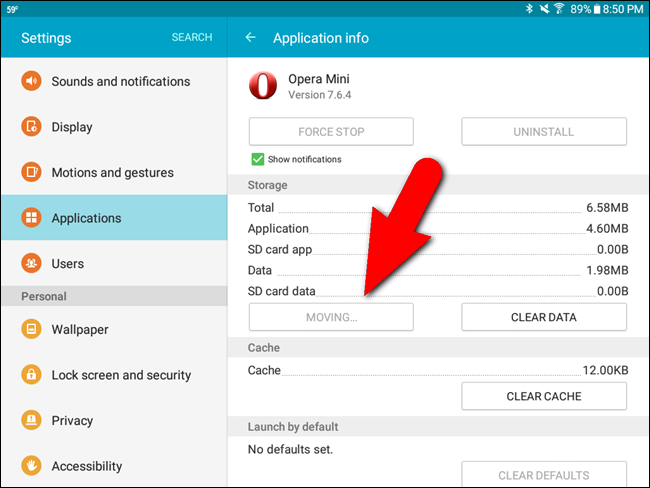 59° 89% 8:50 PM
Settings SEARCH
Sounds and notifications
Display
Motions and gestures
Applications
Users
Personal
Wallpaper
Lock screen and security
Privacy
Accessibility
Application info
Opera Mini
Version 7.6.4
FORCE STOP UNINSTALL
Show notifications
Storage
Total 6.58MB
Application 4.60MB
SD card app 0.00B
Data 1.98MB
SD card data 0.00B
MOVING... CLEAR DATA
Cache
Cache 12.00KB
CLEAR CACHE
Launch by default
No defaults set.
CLEAR DEFAULTS